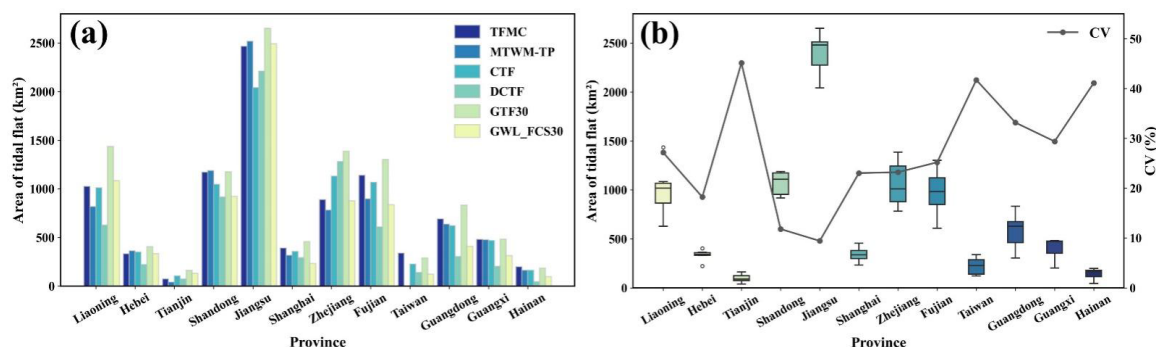 (a)
TFMC
MTWM-TP
CTF
DCTF
GTF30
GWL_FCS30
Area of tidal flat (km²)
2500
2000
1500
1000
500
0
Liaoning
Hebei
Tianjin
Shandong
Jiangsu
Shanghai
Zhejiang
Fujian
Taiwan
Guangdong
Guangxi
Hainan
Province
(b)
CV
Area of tidal flat (km²)
2500
2000
1500
1000
500
0
50
40
30
20
10
0
CV (%)
Liaoning
Hebei
Tianjin
Shandong
Jiangsu
Shanghai
Zhejiang
Fujian
Taiwan
Guangdong
Guangxi
Hainan
Province